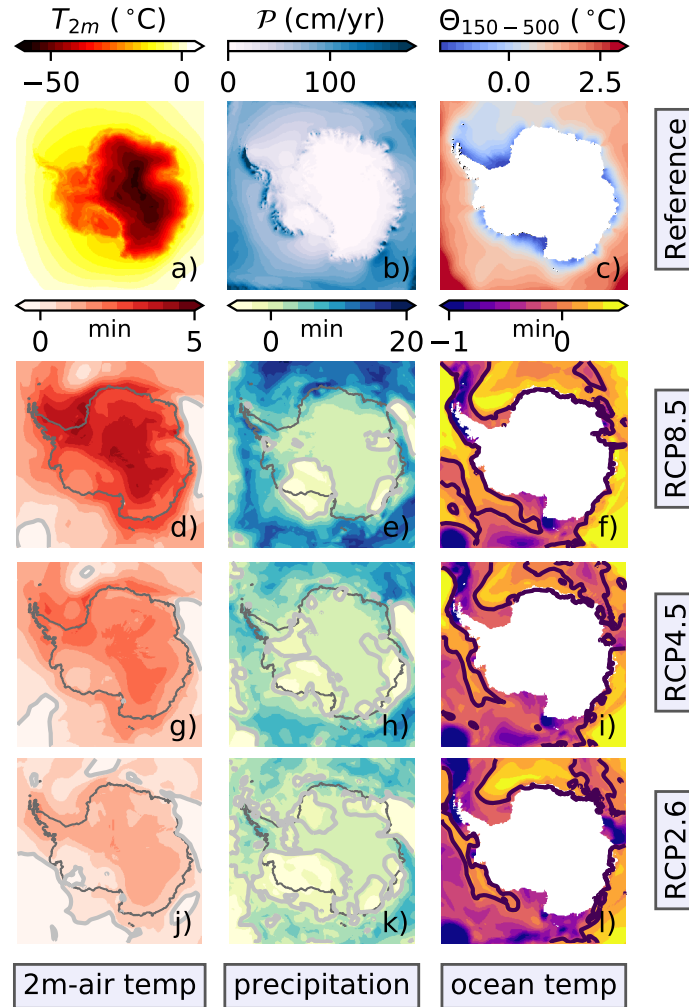 T₂ₘ (°C)
𝒫 (cm/yr)
Θ₁₅₀₋₅₀₀ (°C)
−50 0
0 100
0.0 2.5
a)
b)
c)
Reference
0 min 5
0 min 20
−1 min 0
d)
e)
f)
RCP8.5
g)
h)
i)
RCP4.5
j)
k)
l)
RCP2.6
2m-air temp
precipitation
ocean temp